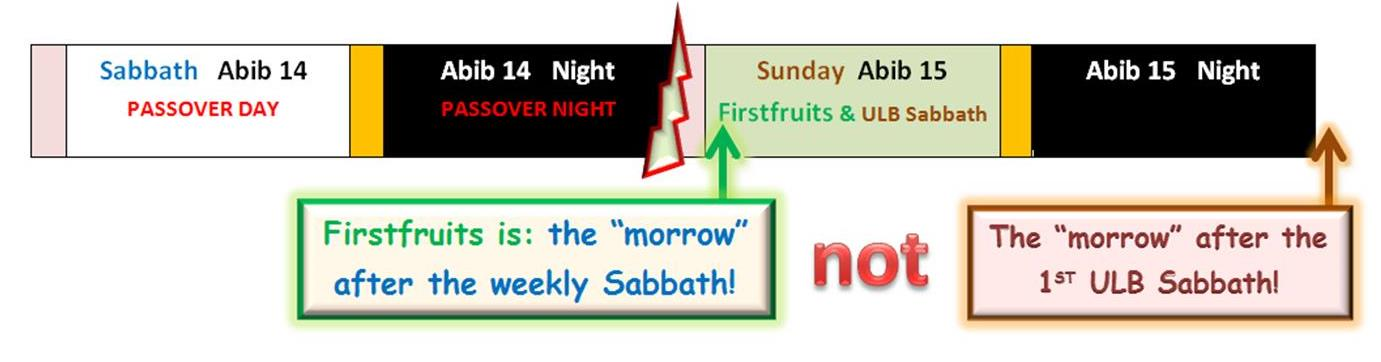 Sabbath Abib 14
PASSOVER DAY
Abib 14 Night
PASSOVER NIGHT
Sunday Abib 15
Firstfruits & ULB Sabbath
Abib 15 Night
Firstfruits is: the “morrow”
after the weekly Sabbath!
not
The “morrow” after the
1ST ULB Sabbath!